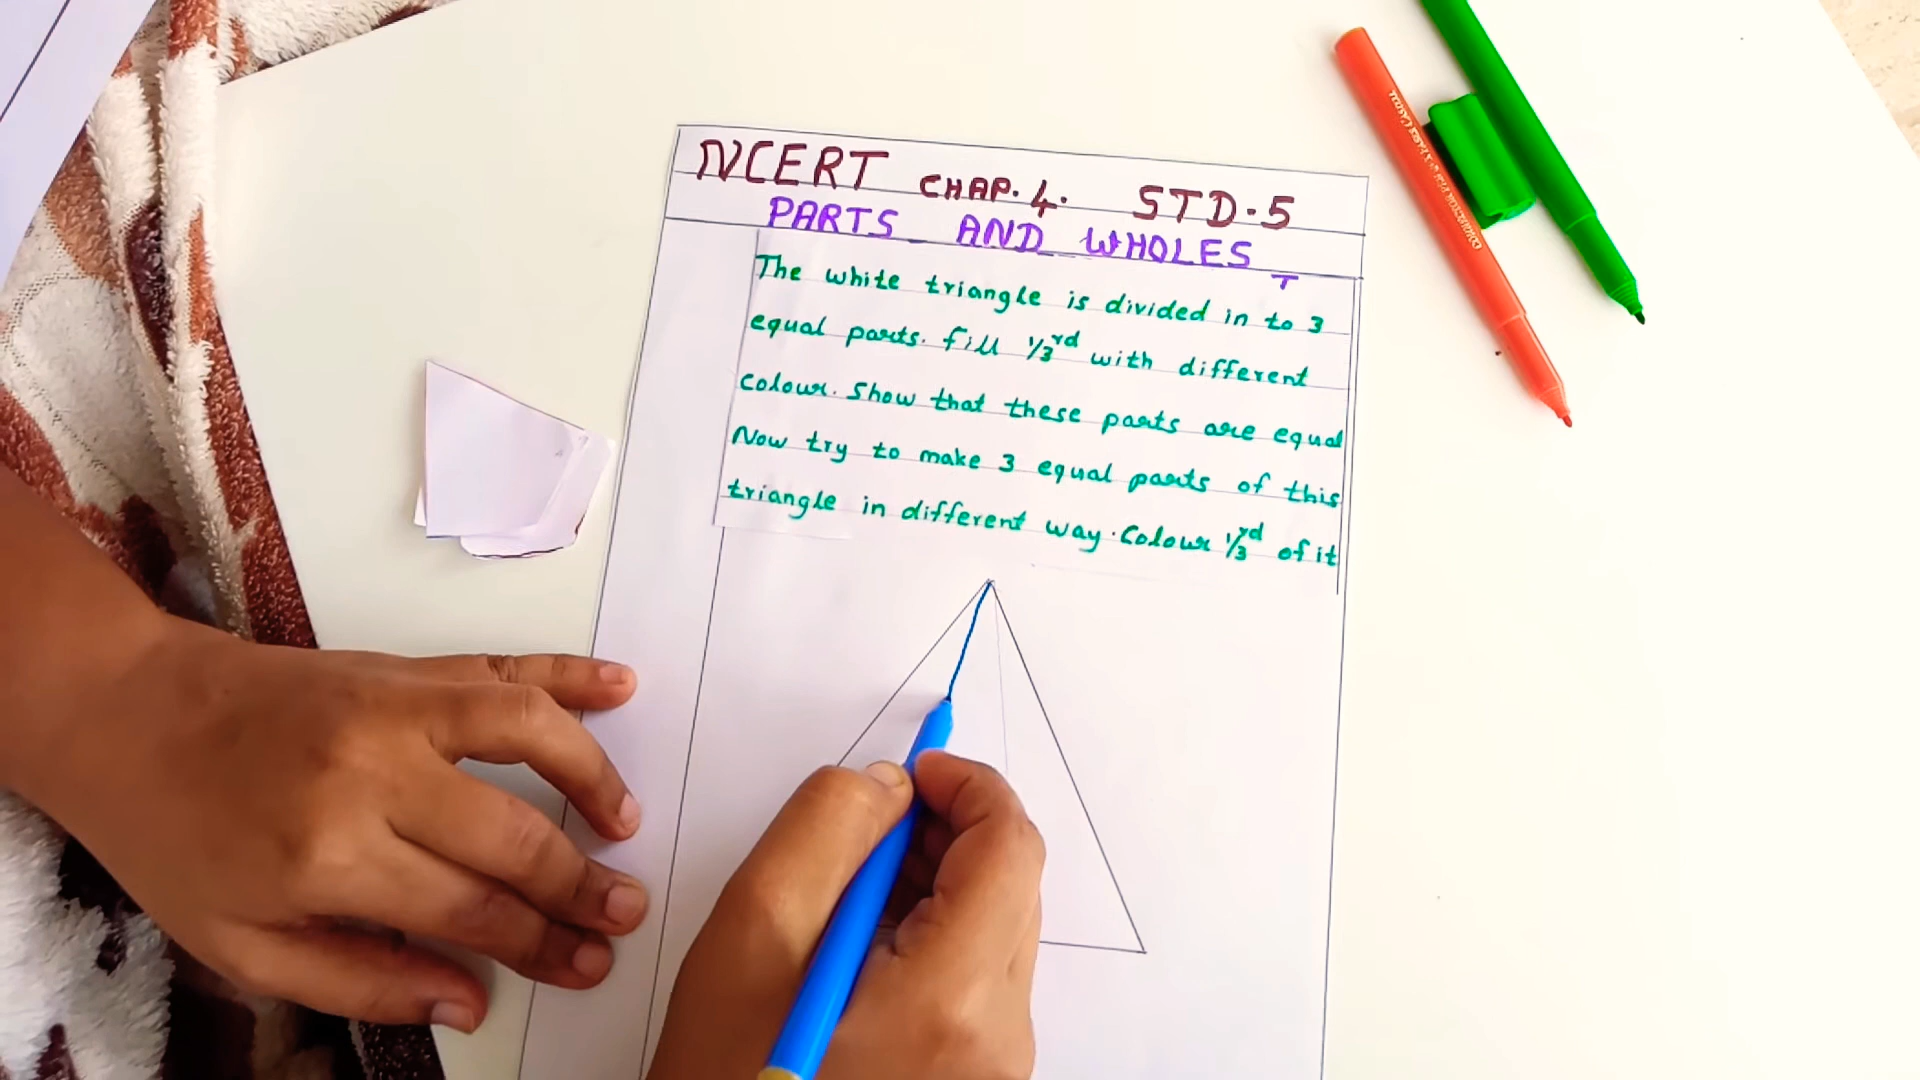 NCERT CHAP. 4. STD. 5
PARTS AND WHOLES
The white triangle is divided in to 3
equal parts. fill 1/3rd with different
colour. Show that these parts are equal
Now try to make 3 equal parts of this
triangle in different way. Colour 1/3rd of it